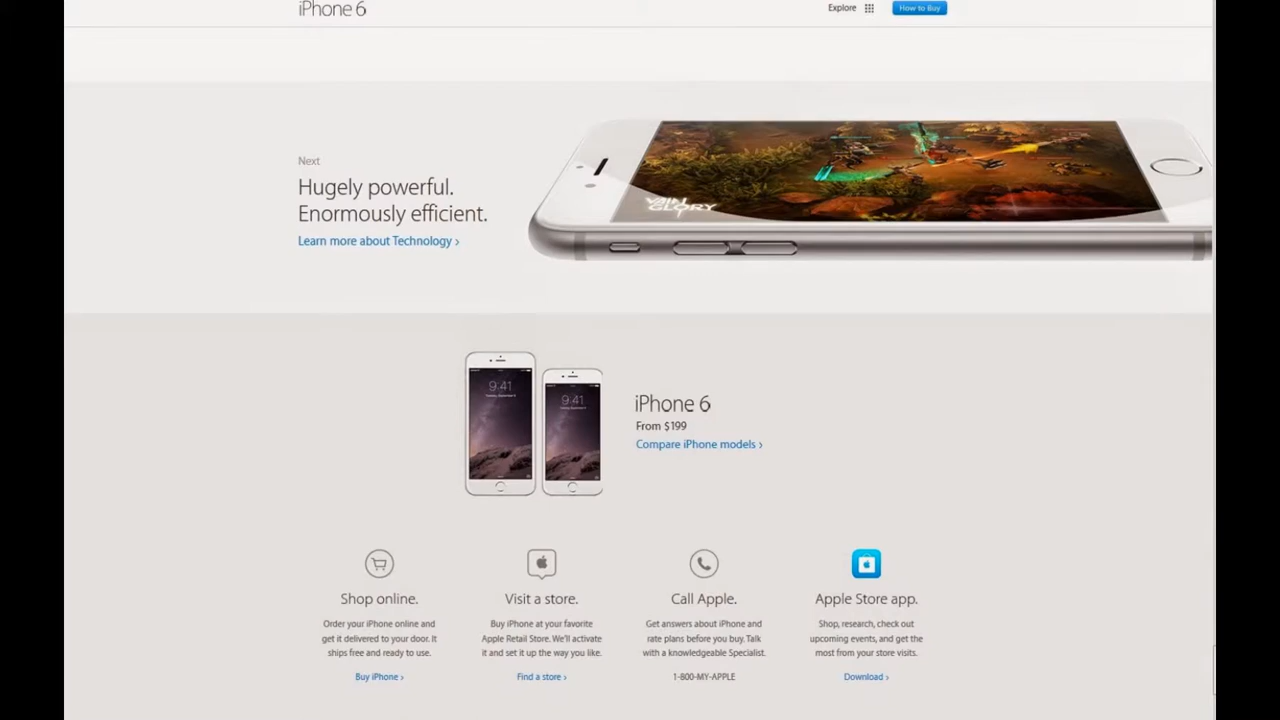 iPhone 6
Explore
How to Buy
Next
Hugely powerful.
Enormously efficient.
Learn more about Technology ›
VAIN
GLORY
9:41
9:41
iPhone 6
From $199
Compare iPhone models ›
Shop online.
Order your iPhone online and
get it delivered to your door. It
ships free and ready to use.
Buy iPhone ›
Visit a store.
Buy iPhone at your favorite
Apple Retail Store. We'll activate
it and set it up the way you like.
Find a store ›
Call Apple.
Get answers about iPhone and
rate plans before you buy. Talk
with a knowledgeable Specialist.
1-800-MY-APPLE
Apple Store app.
Shop, research, check out
upcoming events, and get the
most from your store visits.
Download ›